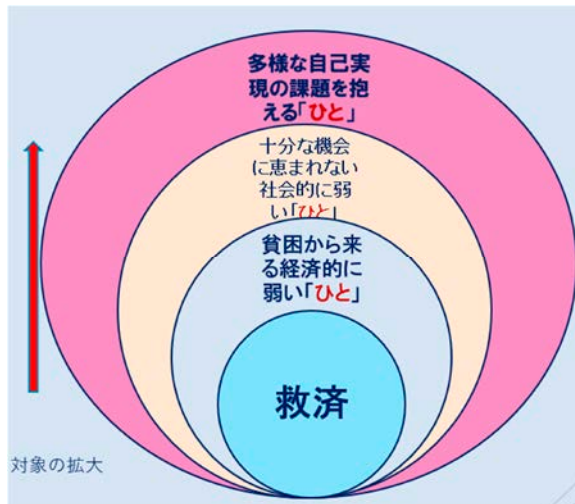 多様な自己実
現の課題を抱
える「ひと」
十分な機会
に恵まれない
社会的に弱
い「ひと」
貧困から来
る経済的に
弱い「ひと」
救済
対象の拡大